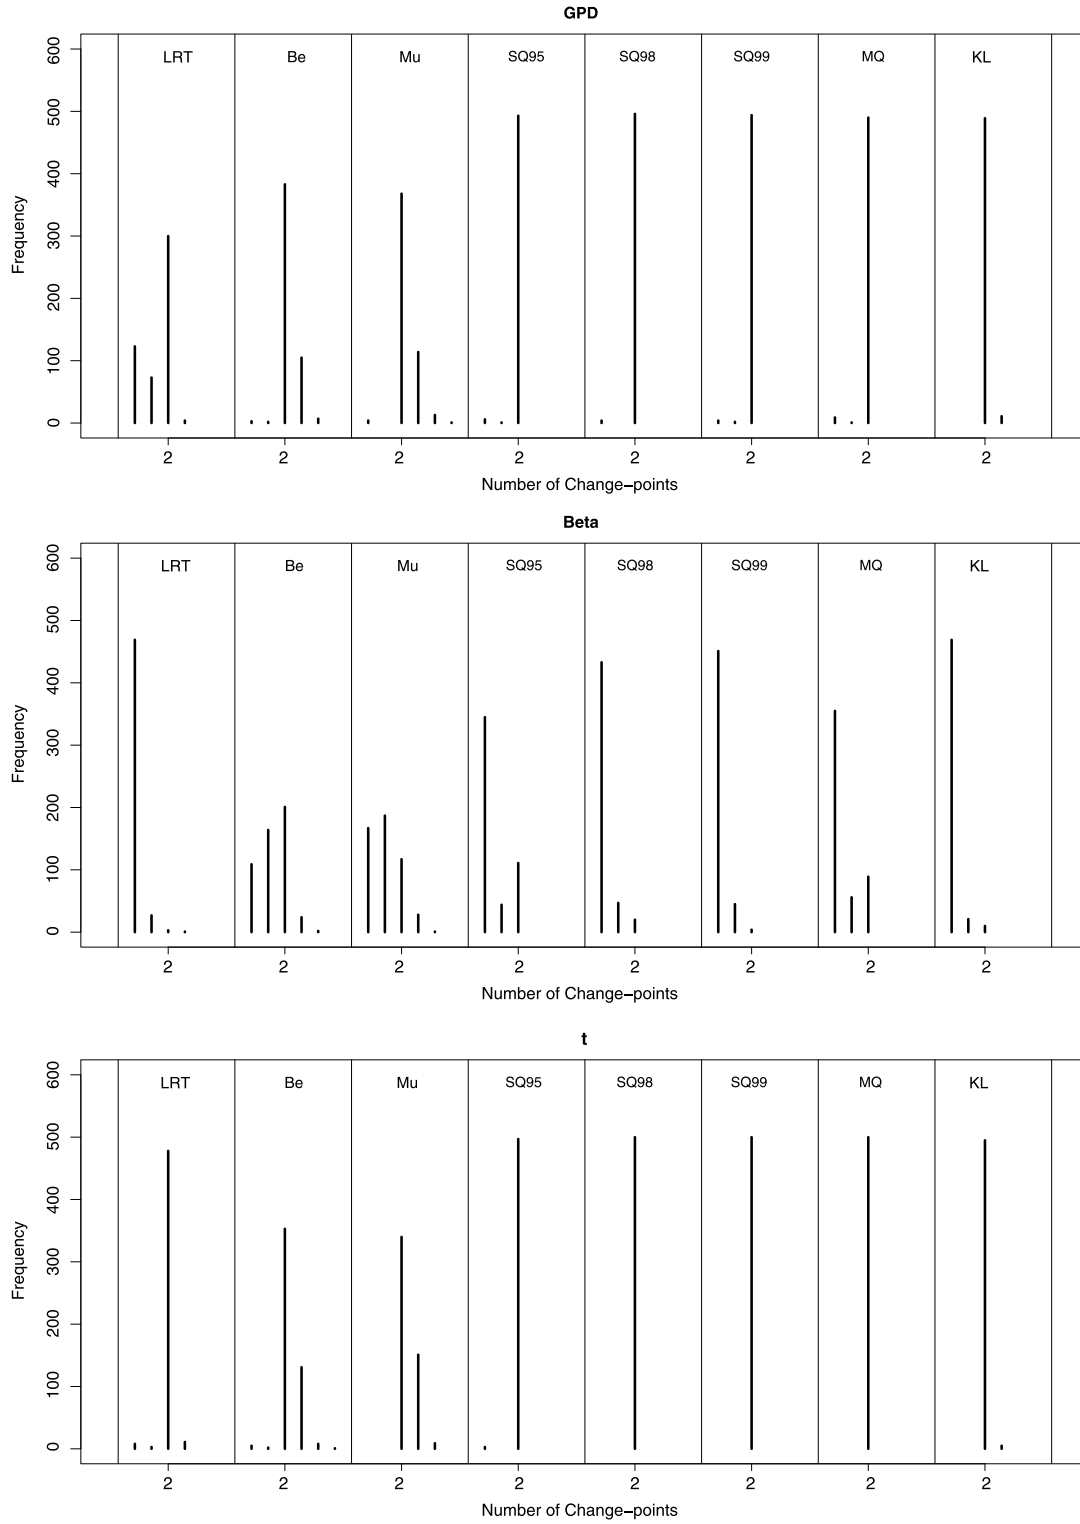 GPD
LRT Be Mu SQ95 SQ98 SQ99 MQ KL
600
500
400
300
200
100
0
Frequency
2 2 2 2 2 2 2 2
Number of Change−points
Beta
LRT Be Mu SQ95 SQ98 SQ99 MQ KL
600
500
400
300
200
100
0
Frequency
2 2 2 2 2 2 2 2
Number of Change−points
t
LRT Be Mu SQ95 SQ98 SQ99 MQ KL
600
500
400
300
200
100
0
Frequency
2 2 2 2 2 2 2 2
Number of Change−points